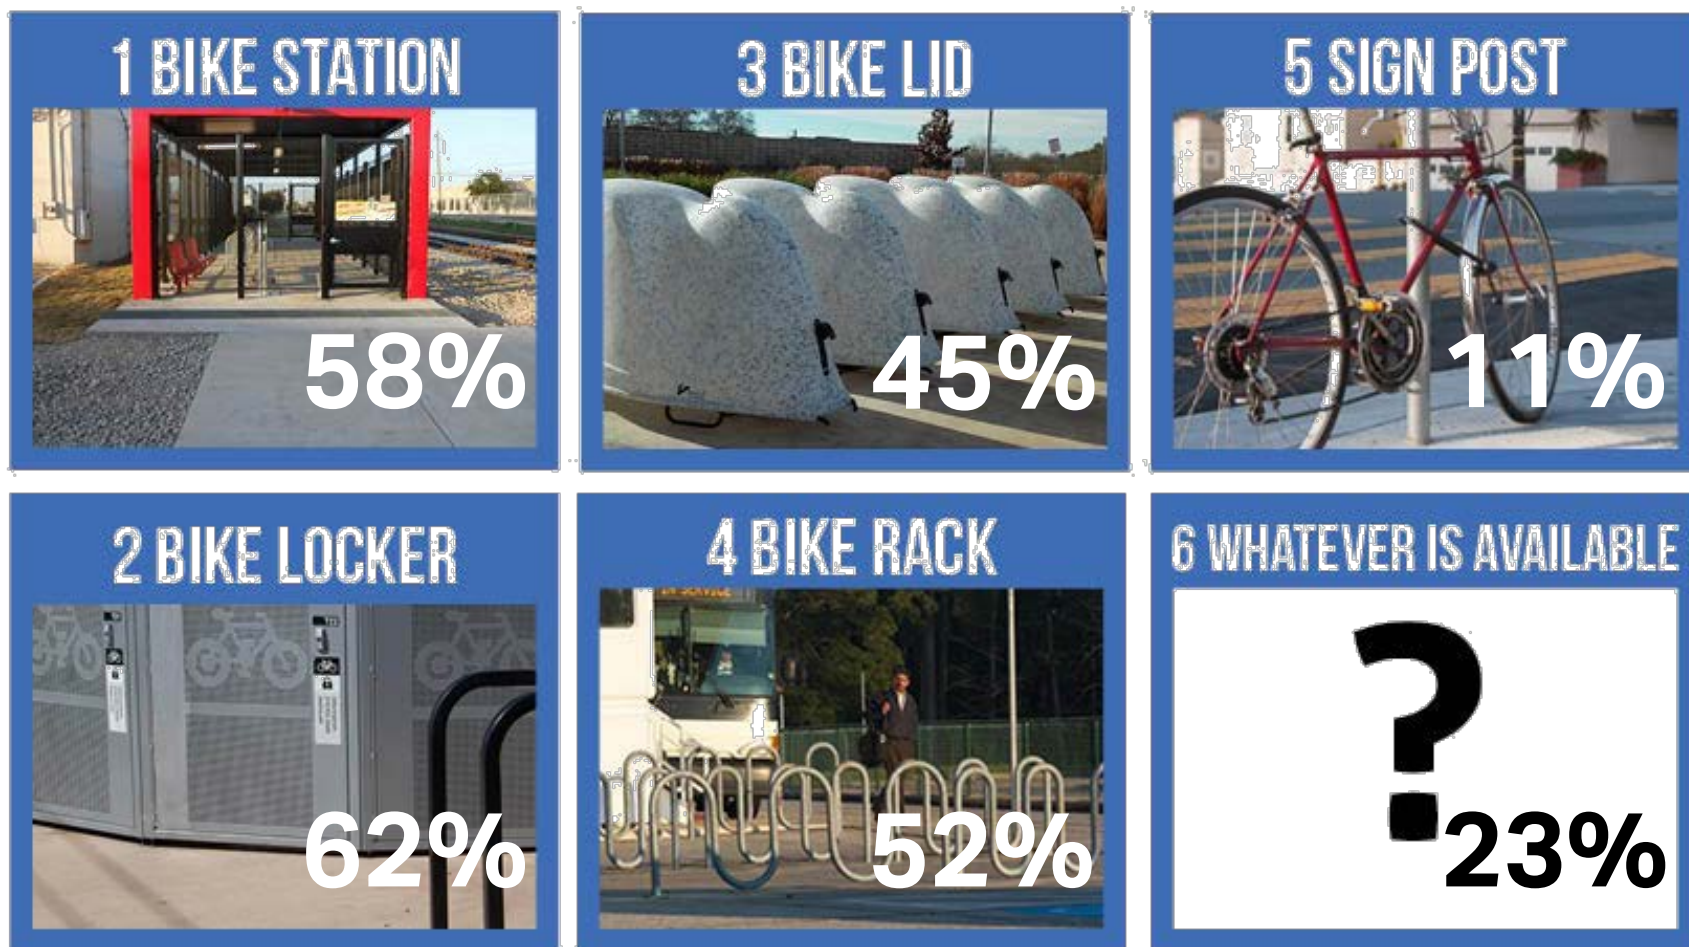 1 BIKE STATION
58%
3 BIKE LID
45%
5 SIGN POST
11%
2 BIKE LOCKER
62%
4 BIKE RACK
52%
6 WHATEVER IS AVAILABLE
?
23%